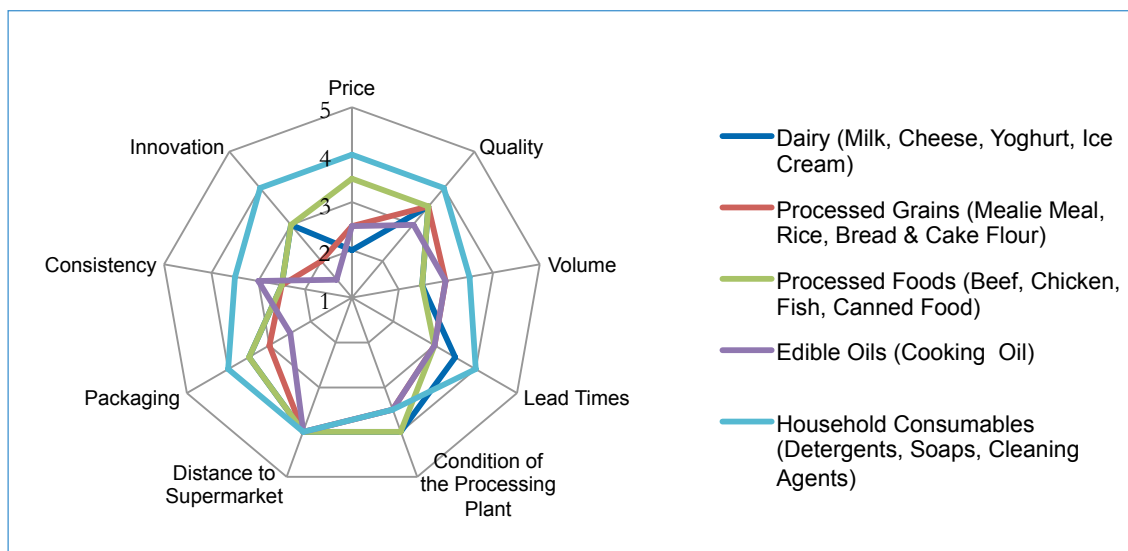 Price
5
Innovation
Quality
4
3
2
1
Consistency
Volume
Packaging
Lead Times
Distance to
Supermarket
Condition of
the Processing
Plant
Dairy (Milk, Cheese, Yoghurt, Ice
Cream)
Processed Grains (Mealie Meal,
Rice, Bread & Cake Flour)
Processed Foods (Beef, Chicken,
Fish, Canned Food)
Edible Oils (Cooking Oil)
Household Consumables
(Detergents, Soaps, Cleaning
Agents)